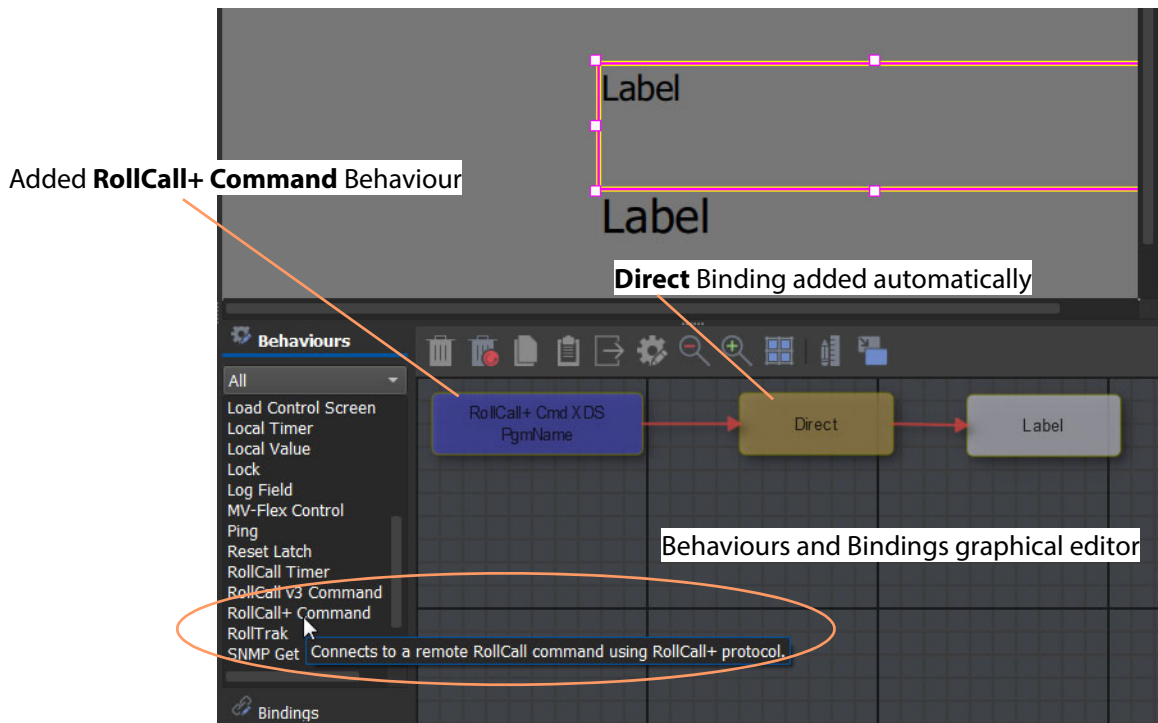 Label
Added RollCall+ Command Behaviour
Label
Direct Binding added automatically
Behaviours
All
Load Control Screen
Local Timer
Local Value
Lock
Log Field
MV-Flex Control
Ping
Reset Latch
RollCall Timer
RollCall v3 Command
RollCall+ Command
RollTrak
SNMP Get
Connects to a remote RollCall command using RollCall+ protocol.
Bindings
RollCall+ Cmd XDS
PgmName
Direct
Label
Behaviours and Bindings graphical editor